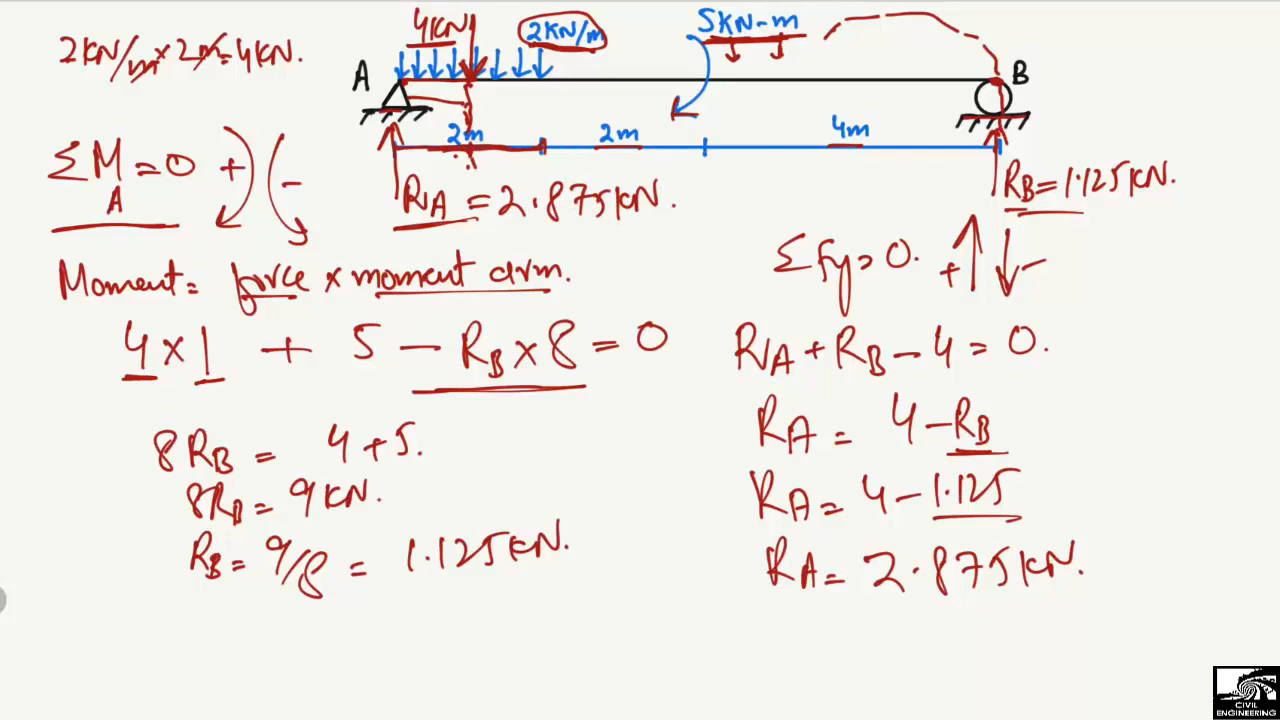 2KN/m × 2m = 4KN.
4KN
2KN/m
5KN-m
A
B
2m
2m
4m
ΣM = 0 + -
A
RA = 2.875KN.
RB = 1.125KN.
Moment = force × moment arm.
ΣFy = 0. + -
4 × 1 + 5 - RB × 8 = 0
RA + RB - 4 = 0.
8RB = 4 + 5.
RA = 4 - RB
8RB = 9KN.
RA = 4 - 1.125
RB = 9/8 = 1.125KN.
RA = 2.875KN.
CIVIL
ENGINEERING